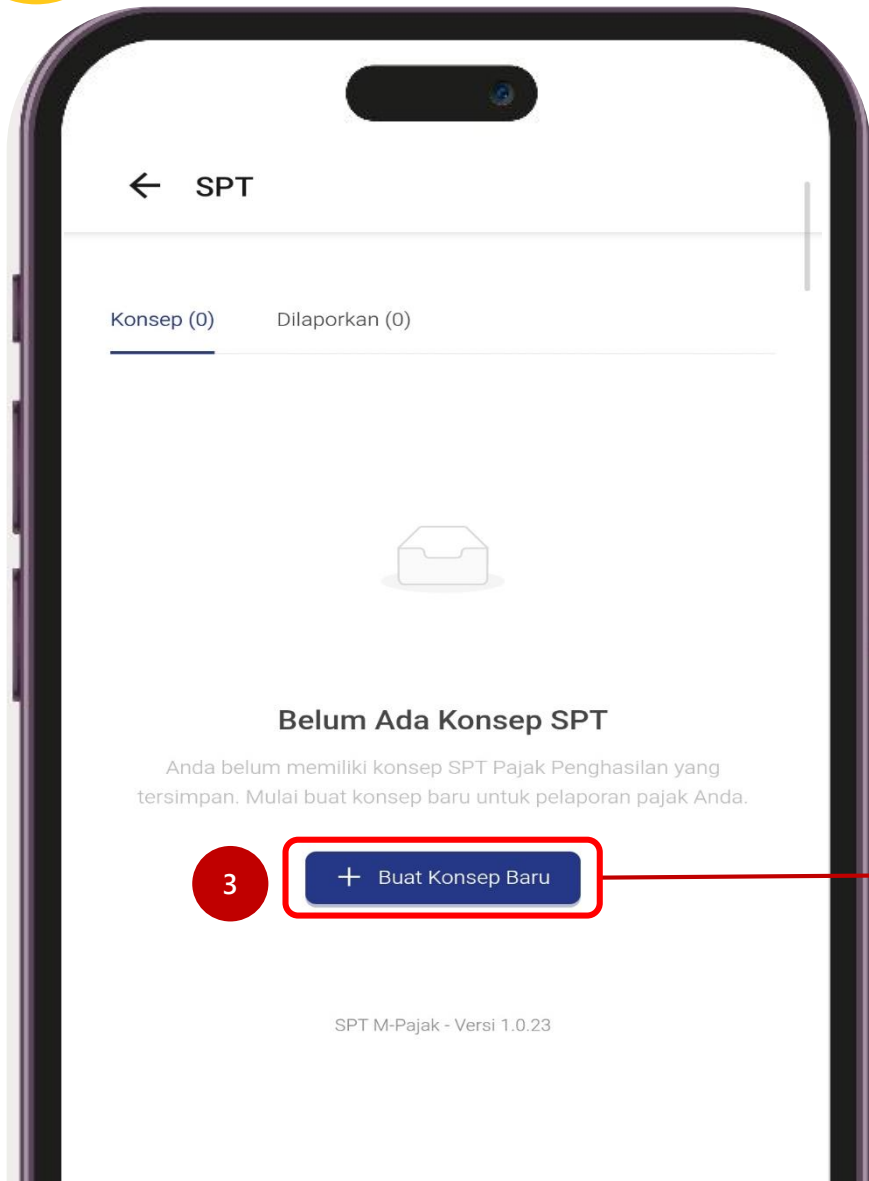 SPT
Konsep (0)
Dilaporkan (0)
Belum Ada Konsep SPT
Anda belum memiliki konsep SPT Pajak Penghasilan yang
tersimpan. Mulai buat konsep baru untuk pelaporan pajak Anda.
3
+ Buat Konsep Baru
SPT M-Pajak - Versi 1.0.23